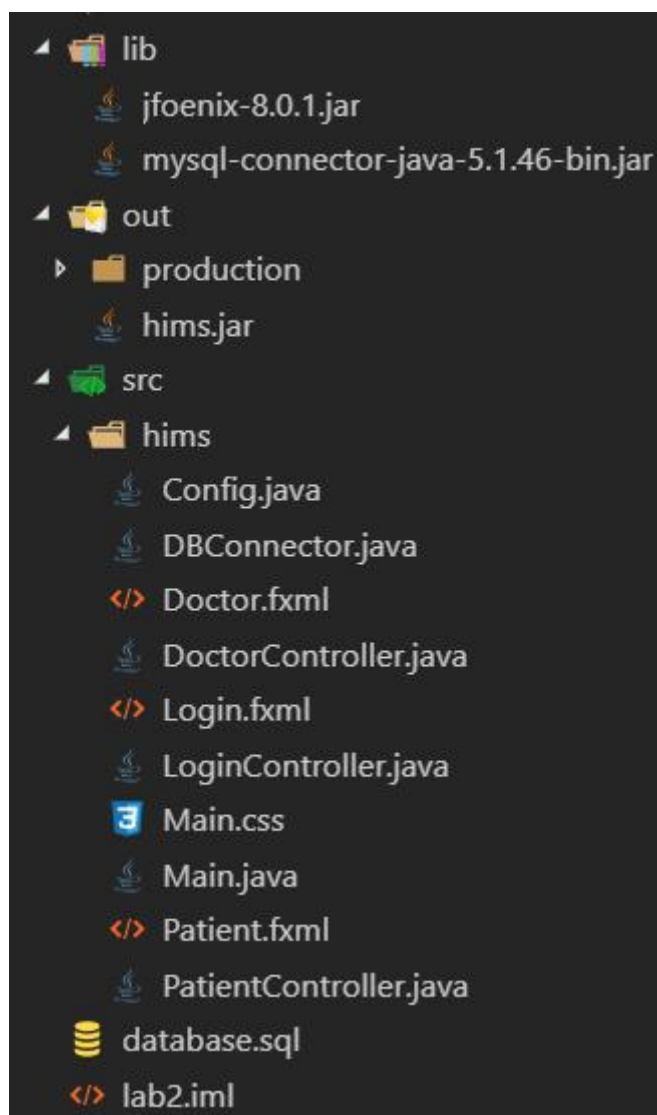 lib
jfoenix-8.0.1.jar
mysql-connector-java-5.1.46-bin.jar
out
production
hims.jar
src
hims
Config.java
DBConnector.java
Doctor.fxml
DoctorController.java
Login.fxml
LoginController.java
Main.css
Main.java
Patient.fxml
PatientController.java
database.sql
lab2.iml